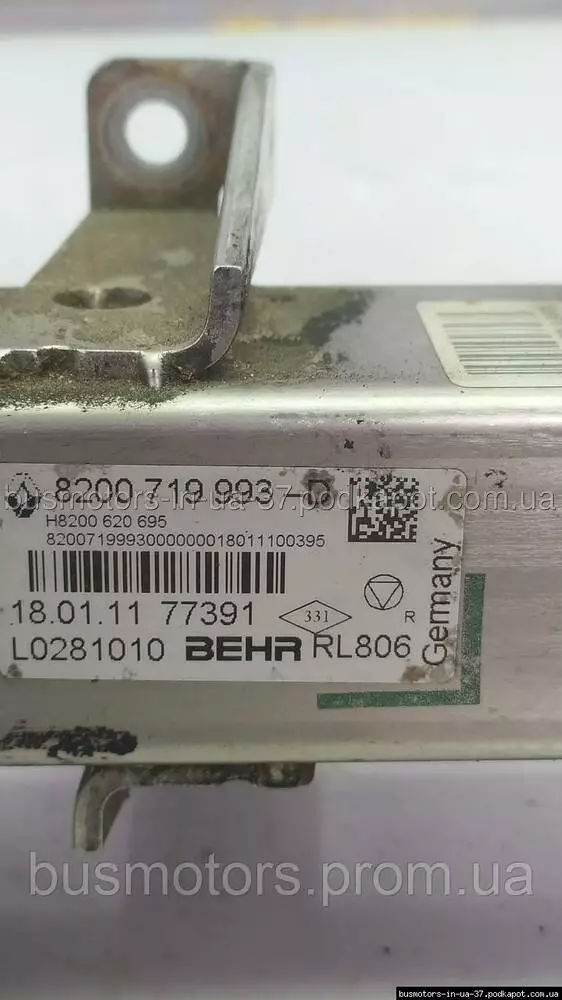 8200 719 993 -D
busmotors-in-ua-37.podkapot.com.ua
H8200 620 695
8200719993000000018011100395
18.01.11 77391
331
R
L0281010 BEHR RL806
Germany
busmotors.prom.ua
busmotors-in-ua-37.podkapot.com.ua